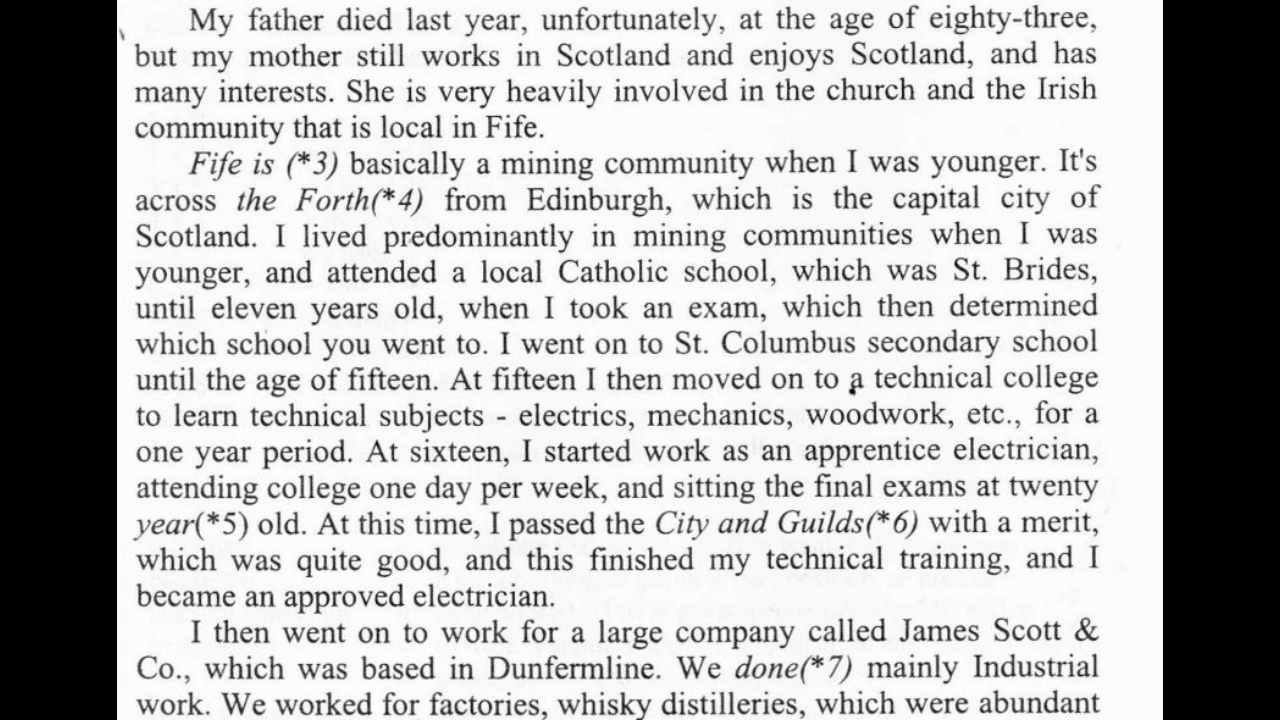 My father died last year, unfortunately, at the age of eighty-three,
but my mother still works in Scotland and enjoys Scotland, and has
many interests. She is very heavily involved in the church and the Irish
community that is local in Fife.
Fife is (*3) basically a mining community when I was younger. It's
across the Forth(*4) from Edinburgh, which is the capital city of
Scotland. I lived predominantly in mining communities when I was
younger, and attended a local Catholic school, which was St. Brides,
until eleven years old, when I took an exam, which then determined
which school you went to. I went on to St. Columbus secondary school
until the age of fifteen. At fifteen I then moved on to a technical college
to learn technical subjects - electrics, mechanics, woodwork, etc., for a
one year period. At sixteen, I started work as an apprentice electrician,
attending college one day per week, and sitting the final exams at twenty
year(*5) old. At this time, I passed the City and Guilds(*6) with a merit,
which was quite good, and this finished my technical training, and I
became an approved electrician.
I then went on to work for a large company called James Scott &
Co., which was based in Dunfermline. We done(*7) mainly Industrial
work. We worked for factories, whisky distilleries, which were abundant